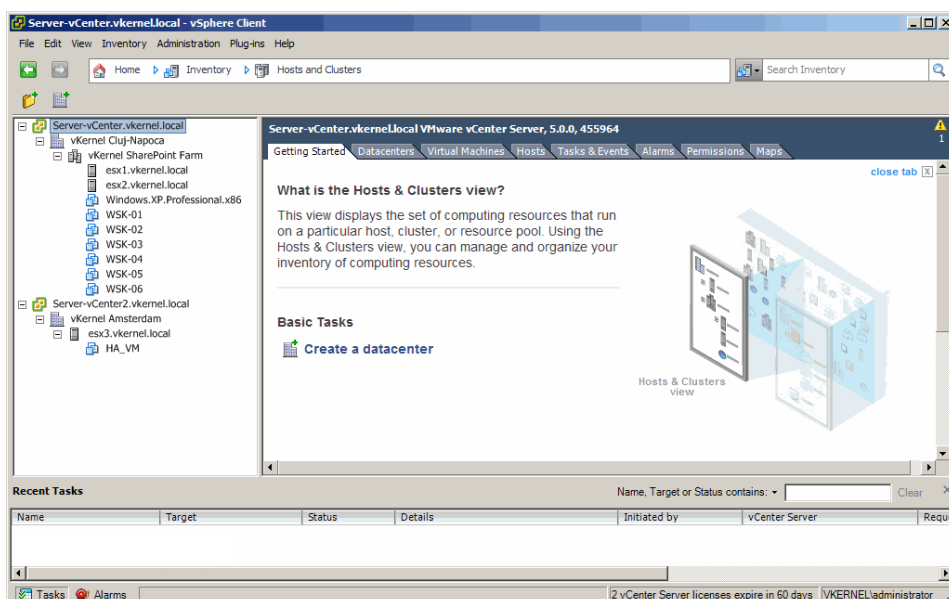 Server-vCenter.vkernel.local - vSphere Client
File Edit View Inventory Administration Plug-ins Help
Home Inventory Hosts and Clusters
Search Inventory
Server-vCenter.vkernel.local
vKernel Cluj-Napoca
vKernel SharePoint Farm
esx1.vkernel.local
esx2.vkernel.local
Windows.XP.Professional.x86
WSK-01
WSK-02
WSK-03
WSK-04
WSK-05
WSK-06
Server-vCenter2.vkernel.local
vKernel Amsterdam
esx3.vkernel.local
HA_VM
Server-vCenter.vkernel.local VMware vCenter Server, 5.0.0, 455964
1
Getting Started Datacenters Virtual Machines Hosts Tasks & Events Alarms Permissions Maps
close tab
What is the Hosts & Clusters view?
This view displays the set of computing resources that run
on a particular host, cluster, or resource pool. Using the
Hosts & Clusters view, you can manage and organize your
inventory of computing resources.
Basic Tasks
Create a datacenter
Hosts & Clusters
view
Recent Tasks
Name, Target or Status contains:
Clear
Name Target Status Details Initiated by vCenter Server Requ
Tasks Alarms
2 vCenter Server licenses expire in 60 days VKERNEL\administrator